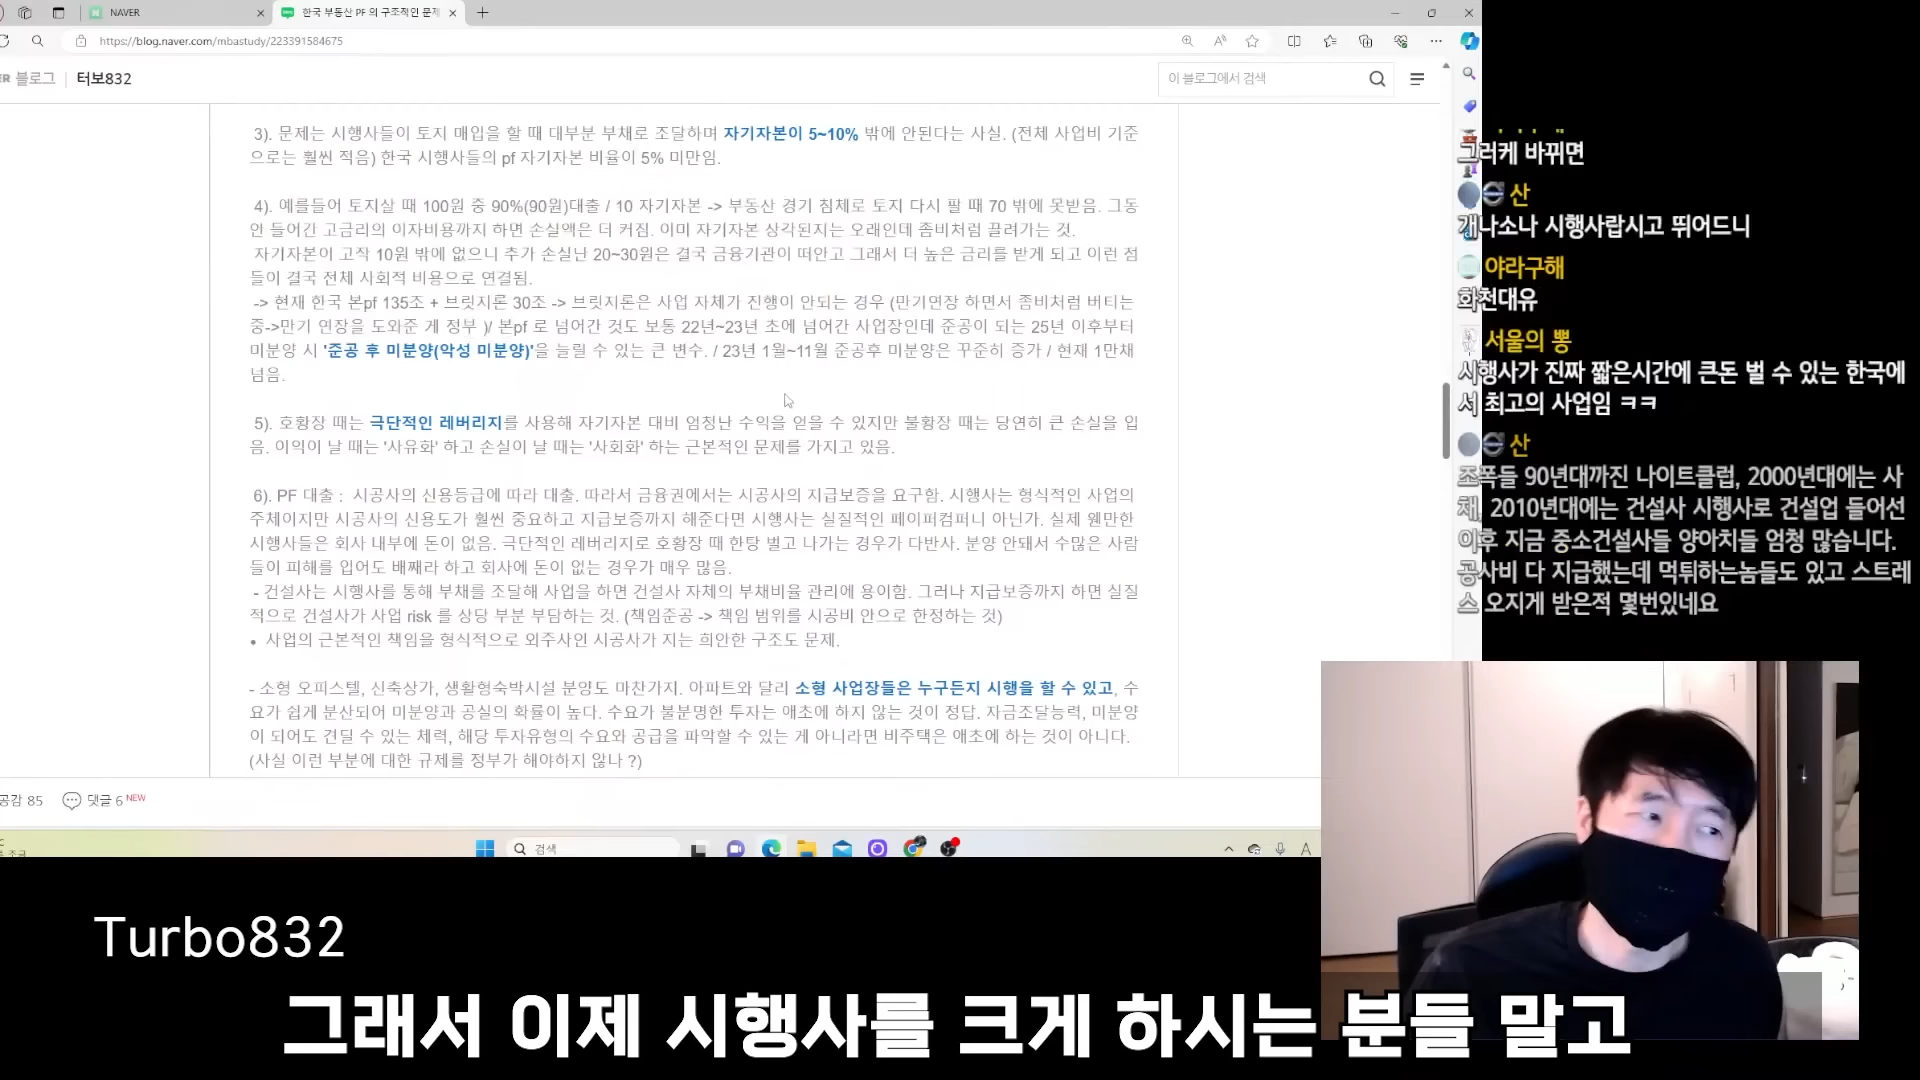 NAVER
한국 부동산 PF 의 구조적인 문제
https://blog.naver.com/mbastudy/223391584675
블로그 | 터보832
이 블로그에서 검색
3). 문제는 시행사들이 토지 매입을 할 때 대부분 부채로 조달하며 자기자본이 5~10% 밖에 안된다는 사실. (전체 사업비 기준
으로는 훨씬 적음) 한국 시행사들의 pf 자기자본 비율이 5% 미만임.
4). 예를들어 토지살 때 100원 중 90%(90원)대출 / 10 자기자본 -> 부동산 경기 침체로 토지 다시 팔 때 70 밖에 못받음. 그동
안 들어간 고금리의 이자비용까지 하면 손실액은 더 커짐. 이미 자기자본 상각된지는 오래인데 좀비처럼 끌려가는 것.
자기자본이 고작 10원 밖에 없으니 추가 손실난 20~30원은 결국 금융기관이 떠안고 그래서 더 높은 금리를 받게 되고 이런 점
들이 결국 전체 사회적 비용으로 연결됨.
-> 현재 한국 본pf 135조 + 브릿지론 30조 -> 브릿지론은 사업 자체가 진행이 안되는 경우 (만기연장 하면서 좀비처럼 버티는
중->만기 연장을 도와준 게 정부 )/ 본pf 로 넘어간 것도 보통 22년~23년 초에 넘어간 사업장인데 준공이 되는 25년 이후부터
미분양 시 '준공 후 미분양(악성 미분양)'을 늘릴 수 있는 큰 변수. / 23년 1월~11월 준공후 미분양은 꾸준히 증가 / 현재 1만채
넘음.
5). 호황장 때는 극단적인 레버리지를 사용해 자기자본 대비 엄청난 수익을 얻을 수 있지만 불황장 때는 당연히 큰 손실을 입
음. 이익이 날 때는 '사유화' 하고 손실이 날 때는 '사회화' 하는 근본적인 문제를 가지고 있음.
6). PF 대출 : 시공사의 신용등급에 따라 대출. 따라서 금융권에서는 시공사의 지급보증을 요구함. 시행사는 형식적인 사업의
주체이지만 시공사의 신용도가 훨씬 중요하고 지급보증까지 해준다면 시행사는 실질적인 페이퍼컴퍼니 아닌가. 실제 웬만한
시행사들은 회사 내부에 돈이 없음. 극단적인 레버리지로 호황장 때 한탕 벌고 나가는 경우가 다반사. 분양 안돼서 수많은 사람
들이 피해를 입어도 배째라 하고 회사에 돈이 없는 경우가 매우 많음.
- 건설사는 시행사를 통해 부채를 조달해 사업을 하면 건설사 자체의 부채비율 관리에 용이함. 그러나 지급보증까지 하면 실질
적으로 건설사가 사업 risk 를 상당 부분 부담하는 것. (책임준공 -> 책임 범위를 시공비 안으로 한정하는 것)
• 사업의 근본적인 책임을 형식적으로 외주사인 시공사가 지는 희안한 구조도 문제.
- 소형 오피스텔, 신축상가, 생활형숙박시설 분양도 마찬가지. 아파트와 달리 소형 사업장들은 누구든지 시행을 할 수 있고, 수
요가 쉽게 분산되어 미분양과 공실의 확률이 높다. 수요가 불분명한 투자는 애초에 하지 않는 것이 정답. 자금조달능력, 미분양
이 되어도 견딜 수 있는 체력, 해당 투자유형의 수요와 공급을 파악할 수 있는 게 아니라면 비주택은 애초에 하는 것이 아니다.
(사실 이런 부분에 대한 규제를 정부가 해야하지 않나 ?)
공감 85 댓글 6 NEW
검색
그러케 바뀌면
산
개나소나 시행사랍시고 뛰어드니
야라구해
화천대유
서울의 뽕
시행사가 진짜 짧은시간에 큰돈 벌 수 있는 한국에
서 최고의 사업임 ㅋㅋ
산
조폭들 90년대까진 나이트클럽, 2000년대에는 사
채, 2010년대에는 건설사 시행사로 건설업 들어선
이후 지금 중소건설사들 양아치들 엄청 많습니다.
공사비 다 지급했는데 먹튀하는놈들도 있고 스트레
스 오지게 받은적 몇번있네요
Turbo832
그래서 이제 시행사를 크게 하시는 분들 말고